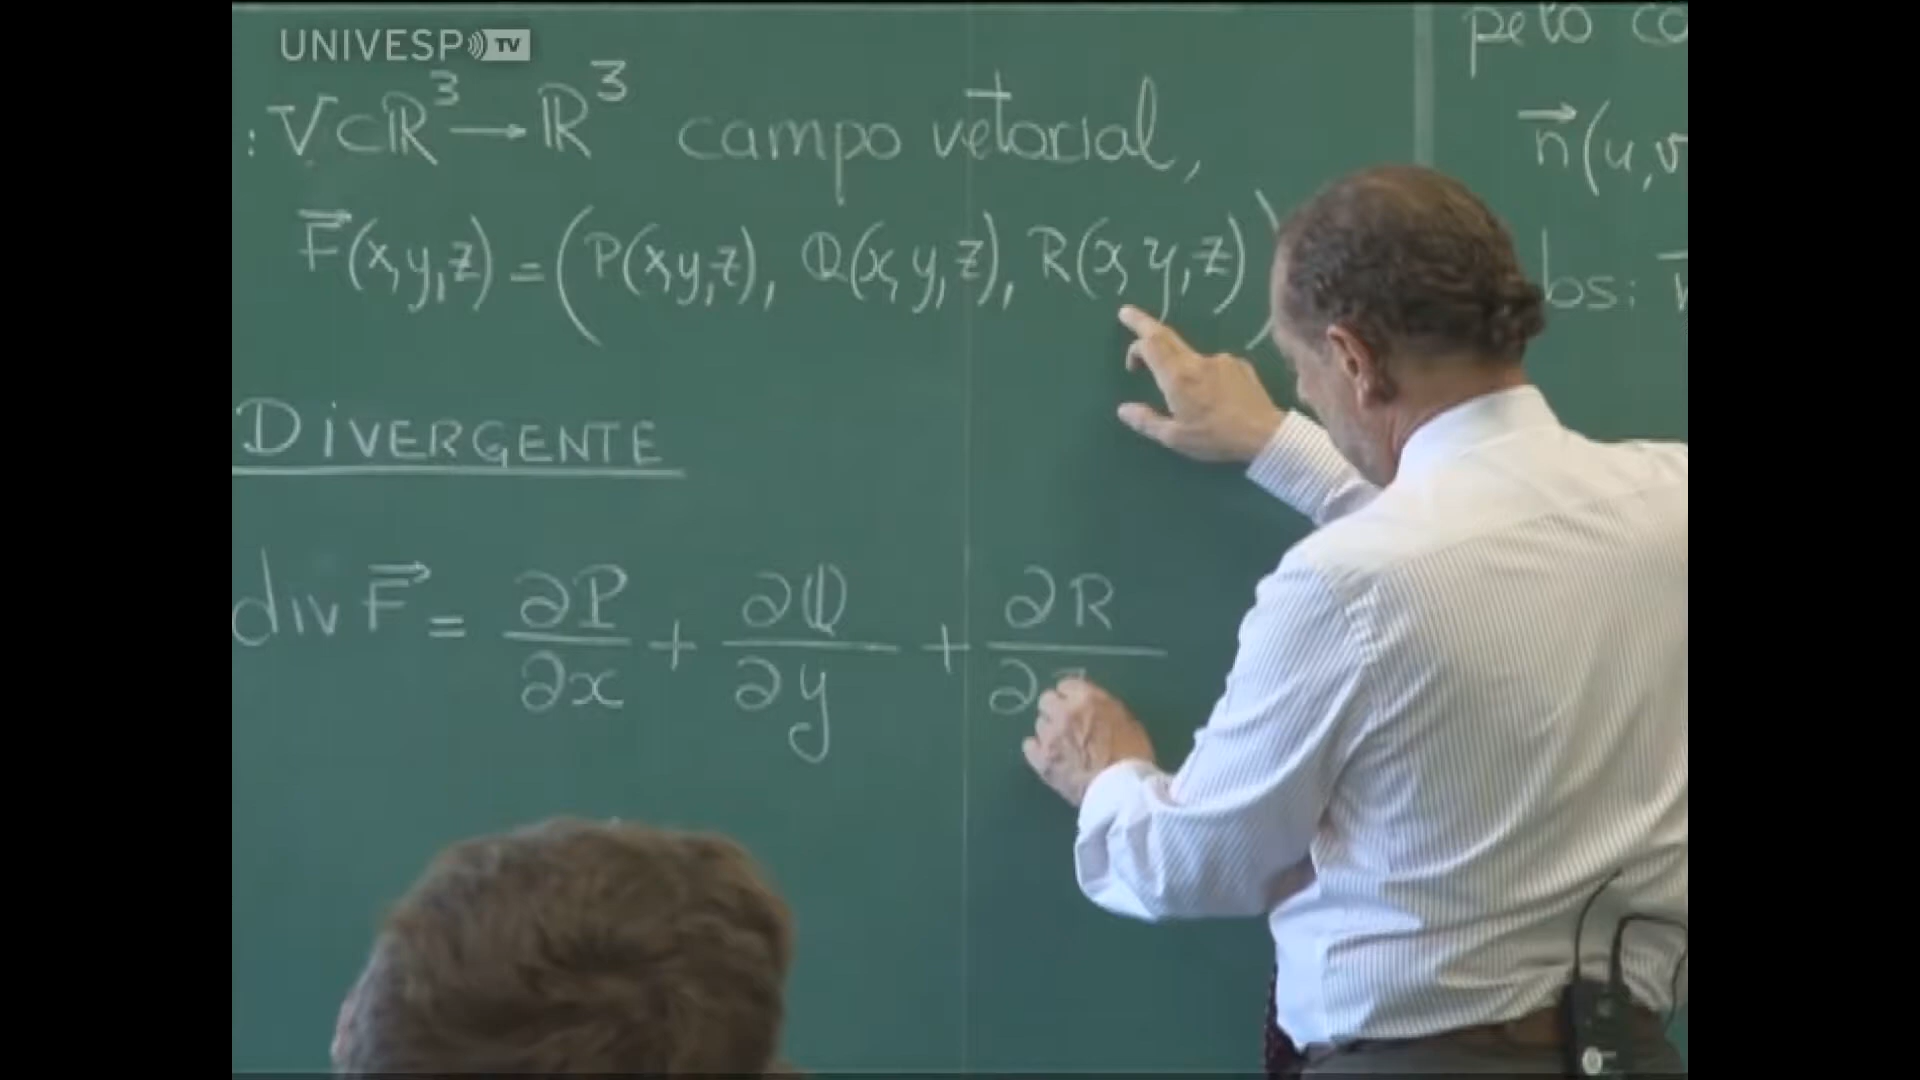 UNIVESP TV
: V⊂ℝ³ → ℝ³ campo vetorial,
F⃗(x,y,z) = (P(x,y,z), Q(x,y,z), R(x,y,z))
DIVERGENTE
div F⃗ = ∂P/∂x + ∂Q/∂y + ∂R/∂
pelo
n⃗(u,v
bs: